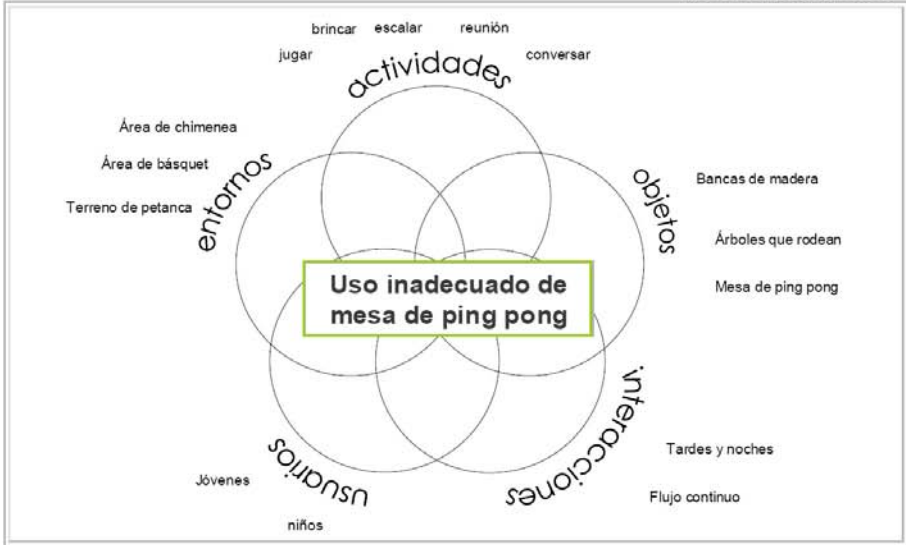 brincar escalar reunión
jugar conversar
actividades
Área de chimenea
Área de básquet
Terreno de petanca
entornos
objetos
Bancas de madera
Árboles que rodean
Mesa de ping pong
Uso inadecuado de
mesa de ping pong
interacciones
Tardes y noches
Flujo continuo
usuarios
Jóvenes
niños